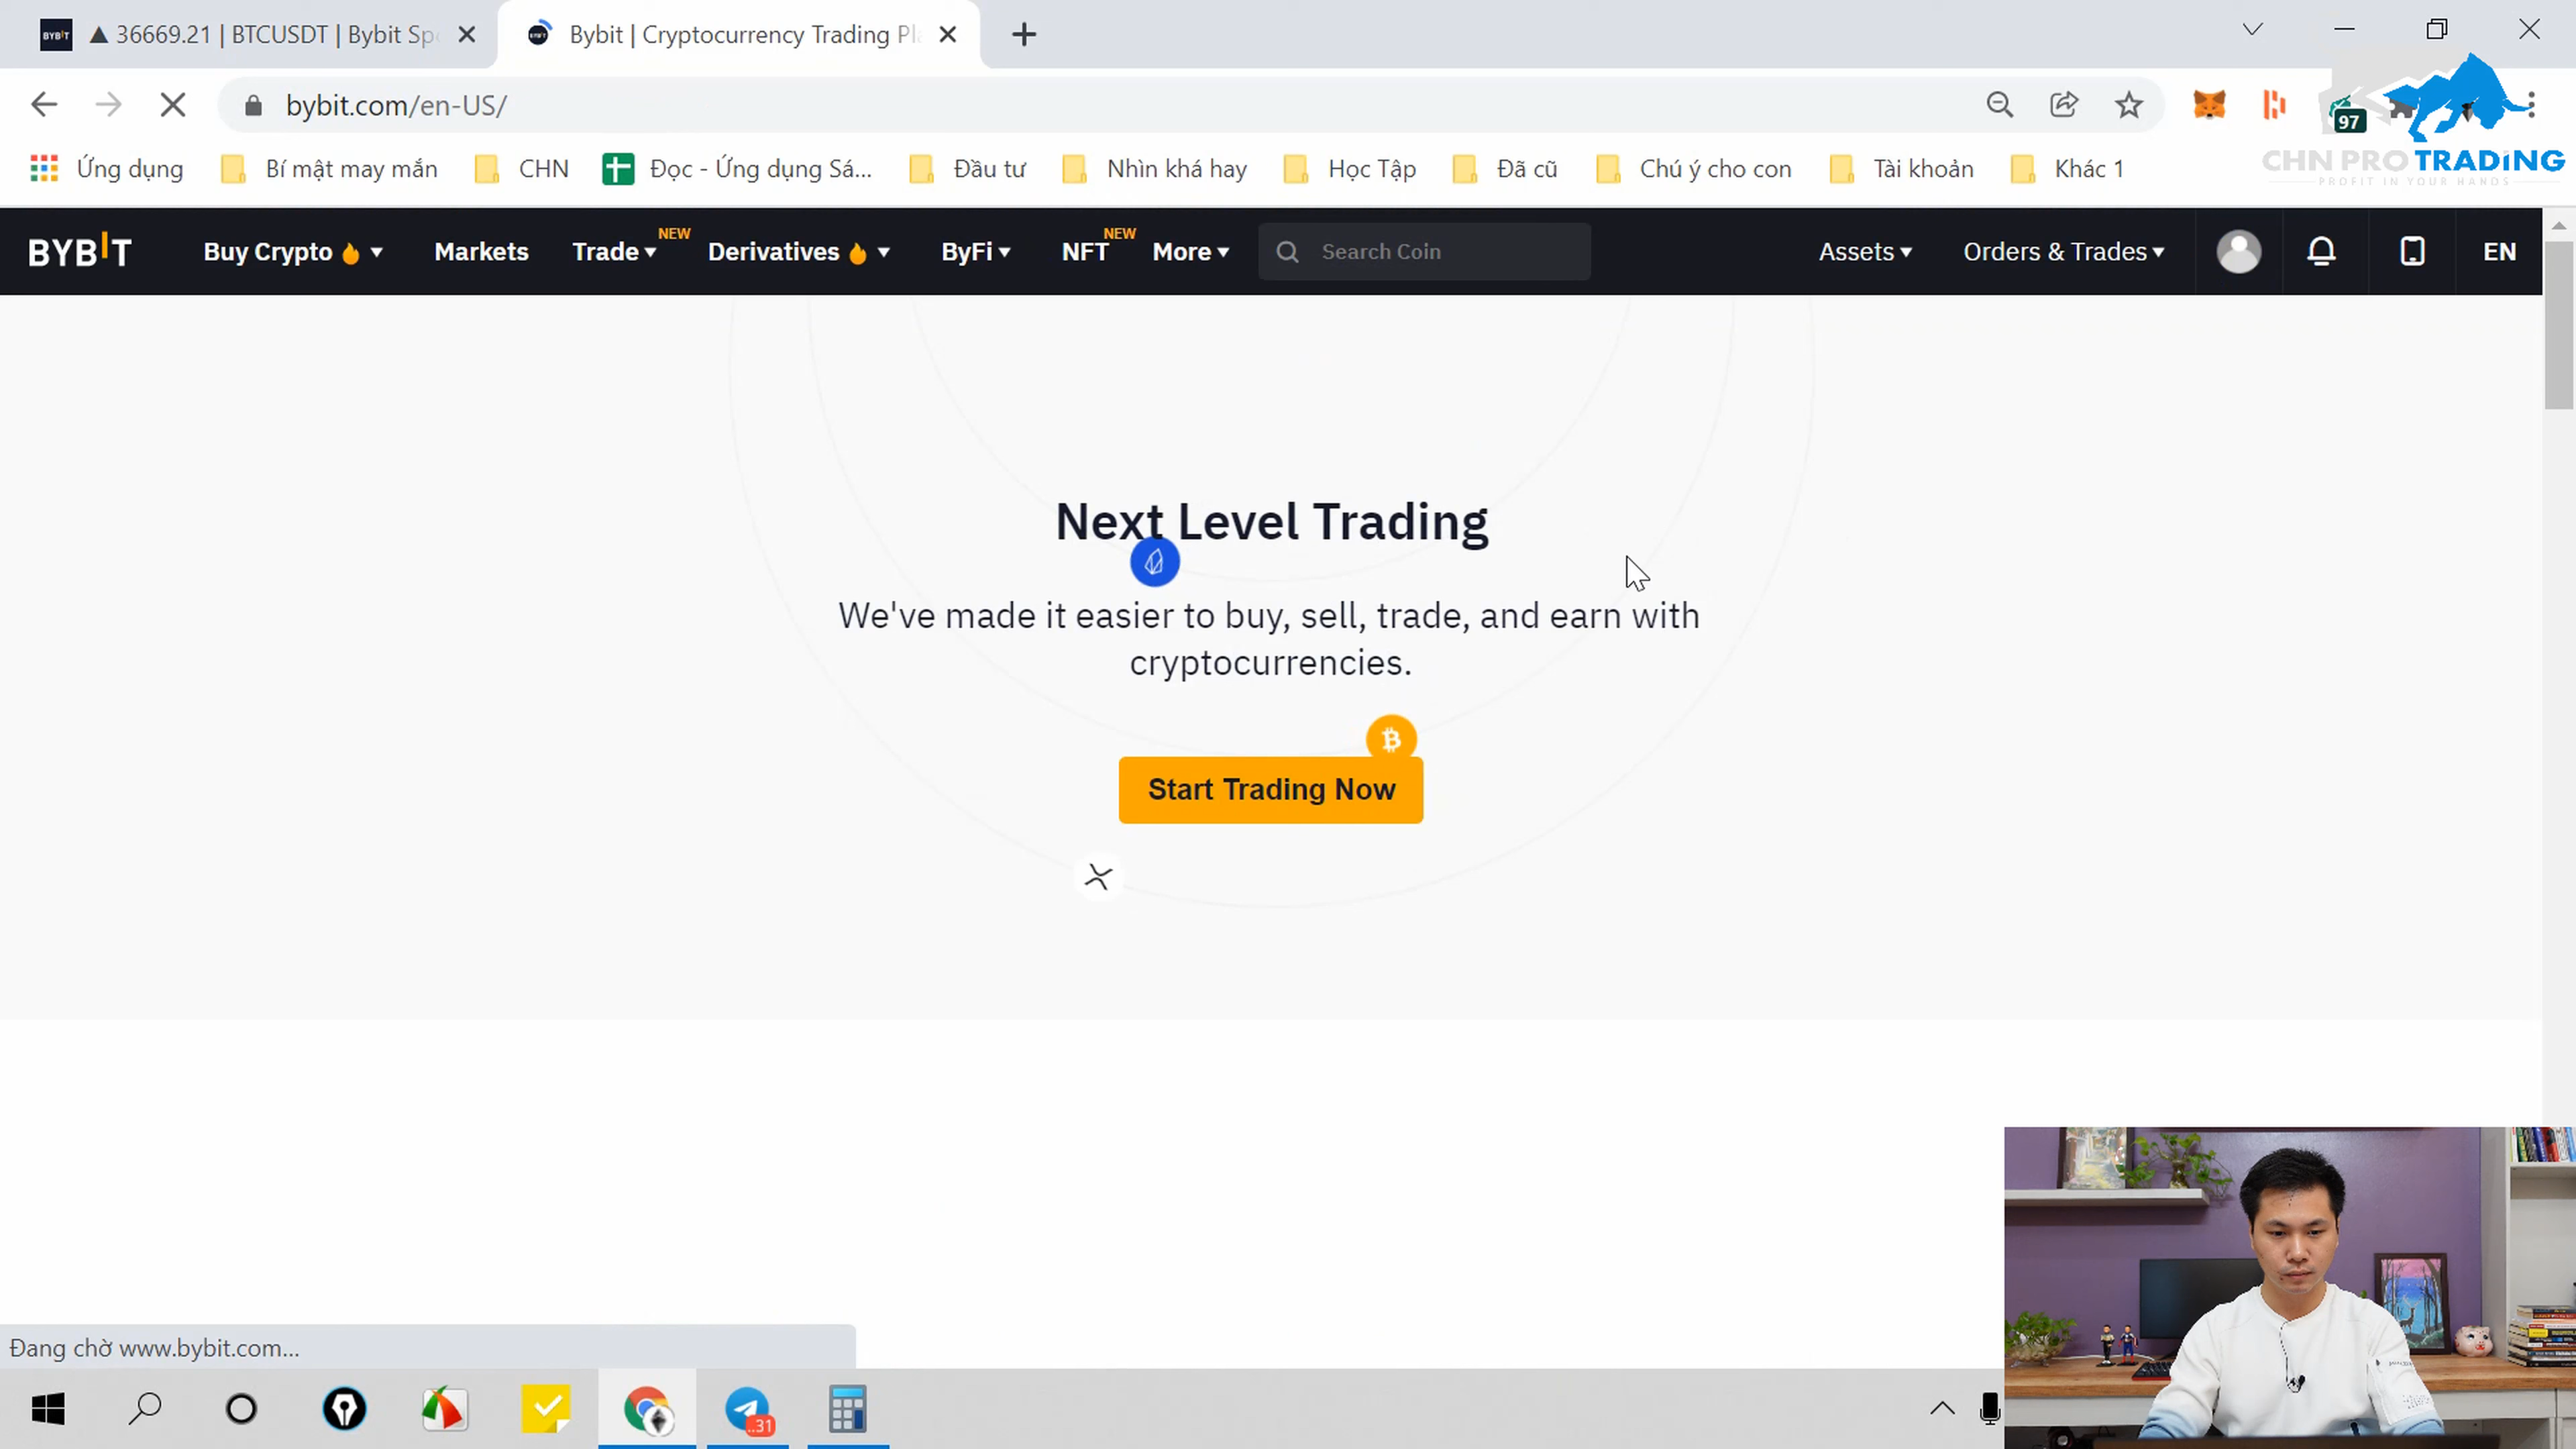 ▲ 36669.21 | BTCUSDT | Bybit Sp
Bybit | Cryptocurrency Trading Pl
bybit.com/en-US/
97
Ứng dụng
Bí mật may mắn
CHN
Đọc - Ứng dụng Sá...
Đầu tư
Nhìn khá hay
Học Tập
Đã cũ
Chú ý cho con
Tài khoản
Khác 1
CHN PRO TRADING
PROFIT IN YOUR HANDS
BYBIT
Buy Crypto
Markets
Trade NEW
Derivatives
ByFi
NFT NEW
More
Search Coin
Assets
Orders & Trades
EN
Next Level Trading
We've made it easier to buy, sell, trade, and earn with
cryptocurrencies.
Start Trading Now
Đang chờ www.bybit.com...
..31